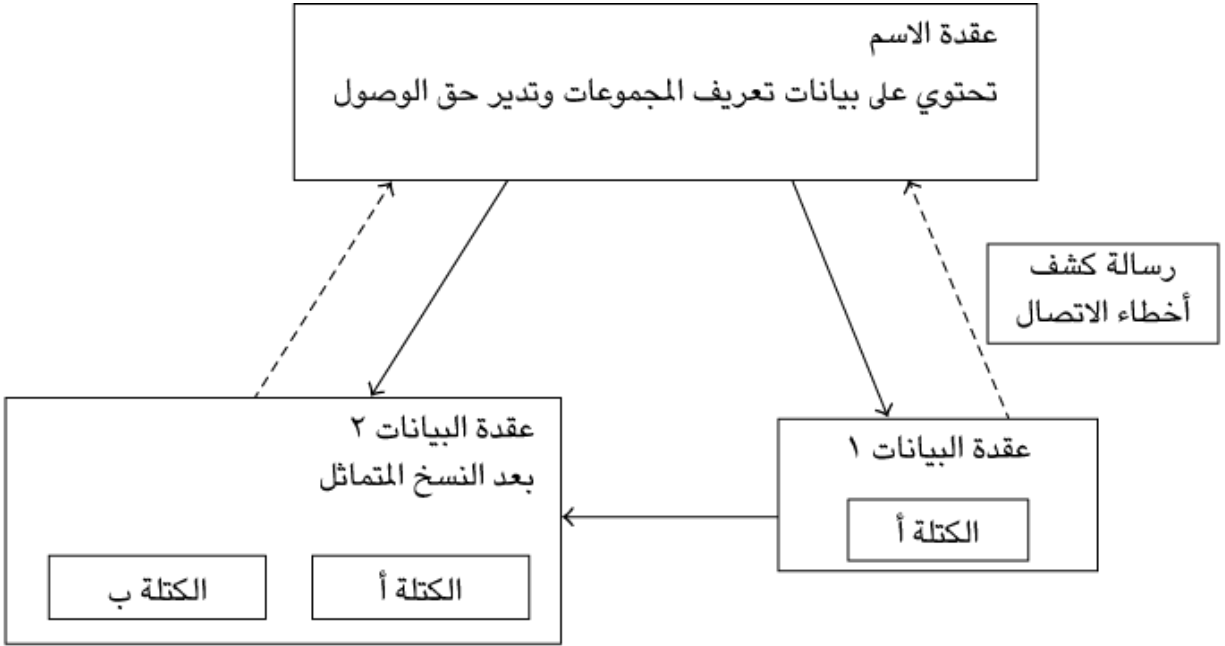 عقدة الاسم
تحتوي على بيانات تعريف المجموعات وتدير حق الوصول
رسالة كشف
أخطاء الاتصال
عقدة البيانات ١
الكتلة أ
عقدة البيانات ٢
بعد النسخ المتماثل
الكتلة أ
الكتلة ب